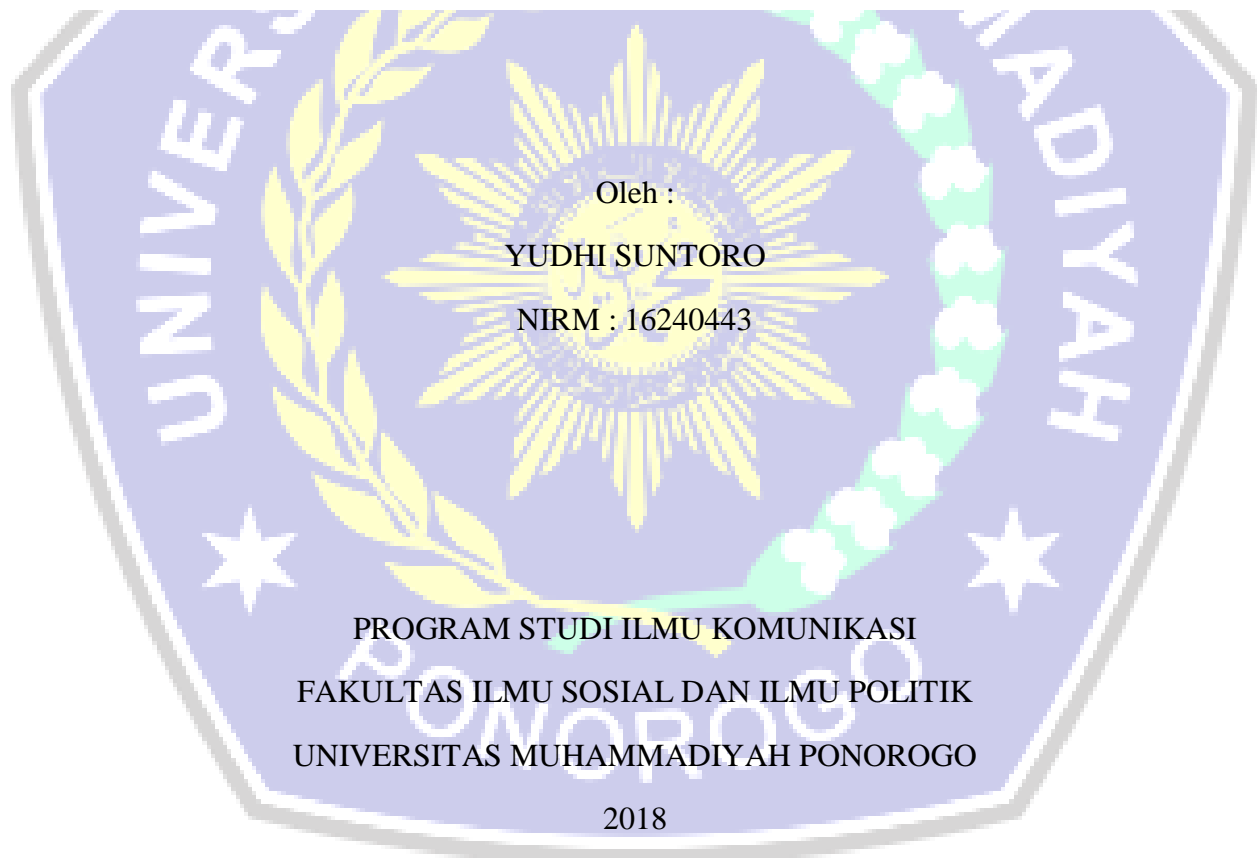 Oleh :
YUDHI SUNTORO
NIRM : 16240443
PROGRAM STUDI ILMU KOMUNIKASI
FAKULTAS ILMU SOSIAL DAN ILMU POLITIK
UNIVERSITAS MUHAMMADIYAH PONOROGO
2018
PONOROGO